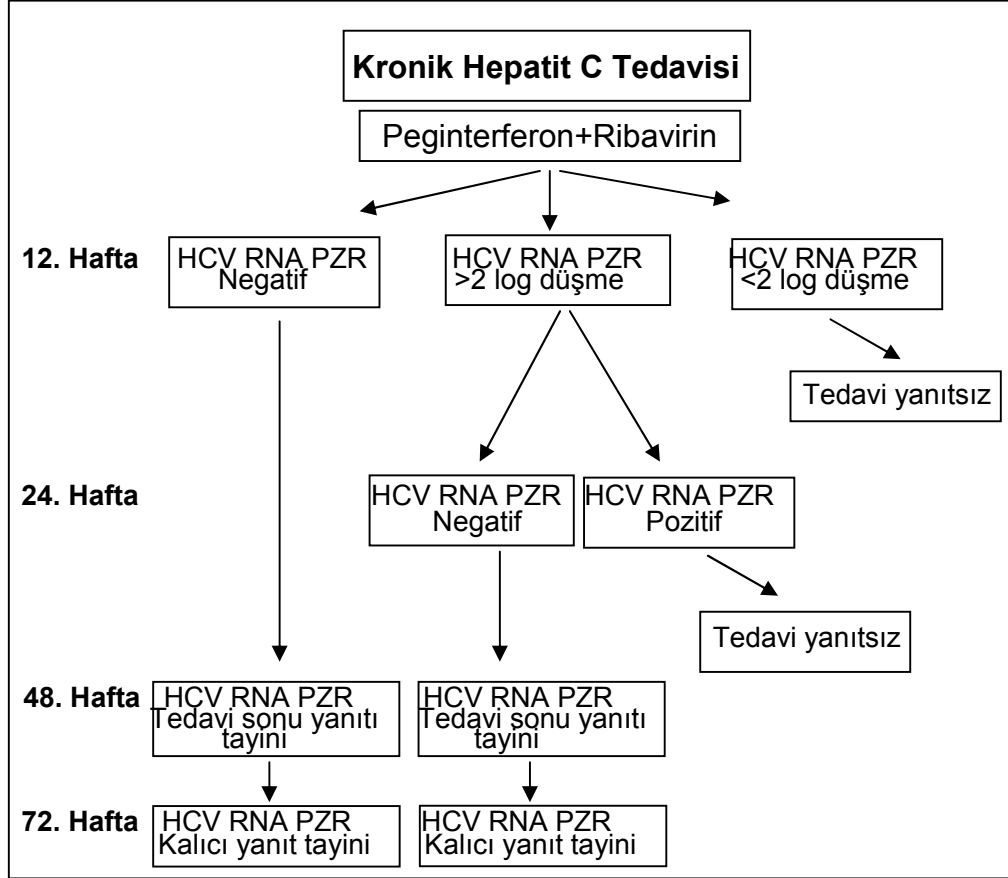 Kronik Hepatit C Tedavisi
Peginterferon+Ribavirin
12. Hafta
HCV RNA PZR
Negatif
HCV RNA PZR
>2 log düşme
HCV RNA PZR
<2 log düşme
Tedavi yanıtsız
24. Hafta
HCV RNA PZR
Negatif
HCV RNA PZR
Pozitif
Tedavi yanıtsız
48. Hafta
HCV RNA PZR
Tedavi sonu yanıtı
tayini
HCV RNA PZR
Tedavi sonu yanıtı
tayini
72. Hafta
HCV RNA PZR
Kalıcı yanıt tayini
HCV RNA PZR
Kalıcı yanıt tayini